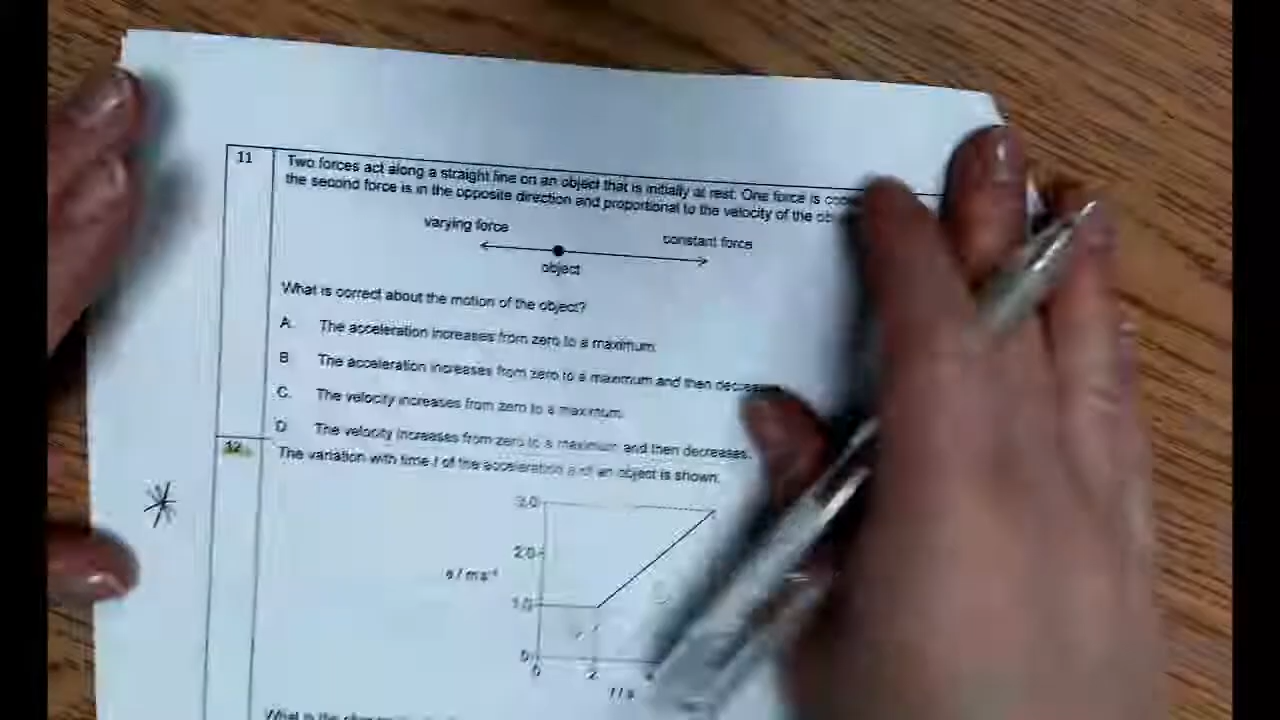 11
Two forces act along a straight line on an object that is initially at rest. One force is
the second force is in the opposite direction and proportional to the velocity of the
varying force
constant force
object
What is correct about the motion of the object?
A. The acceleration increases from zero to a maximum.
B The acceleration increases from zero to a maximum and then
C. The velocity increases from zero to a maximum.
D The velocity increases from zero to a maximum and then decreases.
12.
The variation with time t of the acceleration a of an object is shown.
3.0
2.0
a / ms⁻²
1.0
0
0 2
t / s
What is the